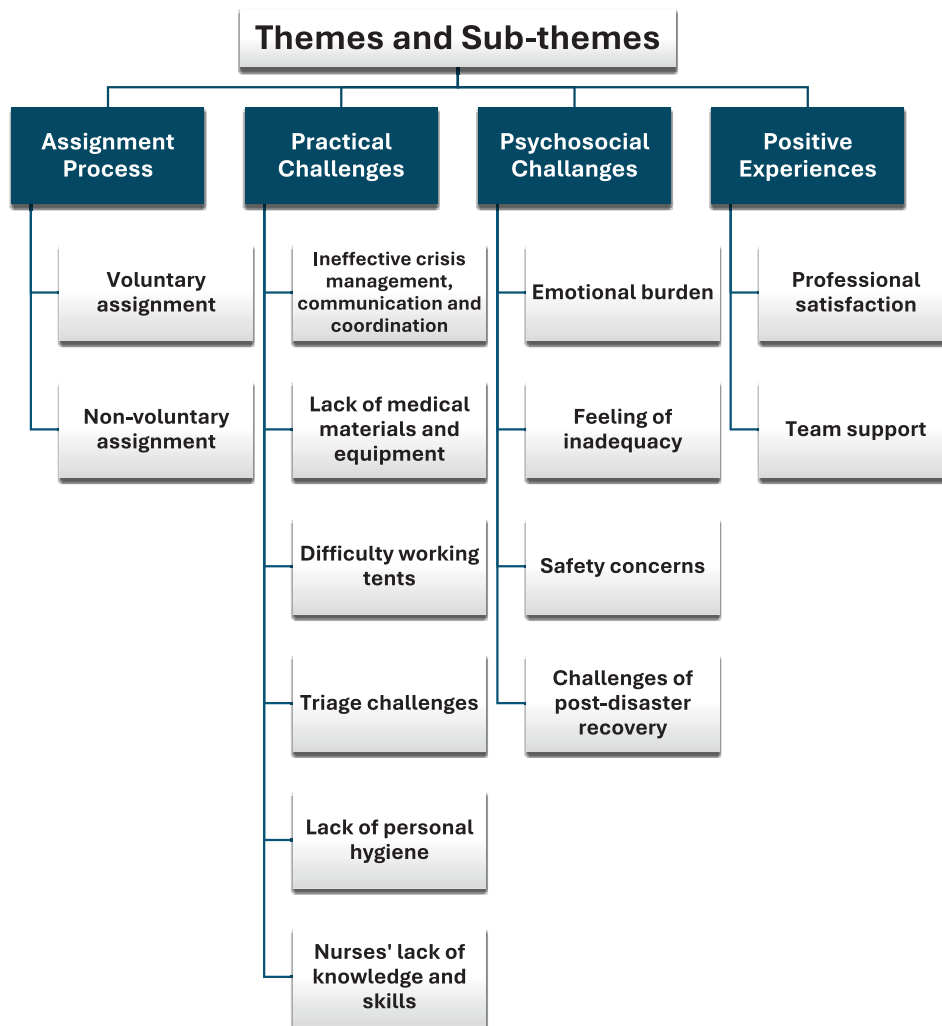 Themes and Sub-themes
Assignment
Process
Voluntary
assignment
Non-voluntary
assignment
Practical
Challenges
Ineffective crisis
management,
communication and
coordination
Lack of medical
materials and
equipment
Difficulty working
tents
Triage challenges
Lack of personal
hygiene
Nurses' lack of
knowledge and
skills
Psychosocial
Challanges
Emotional burden
Feeling of
inadequacy
Safety concerns
Challenges of
post-disaster
recovery
Positive
Experiences
Professional
satisfaction
Team support